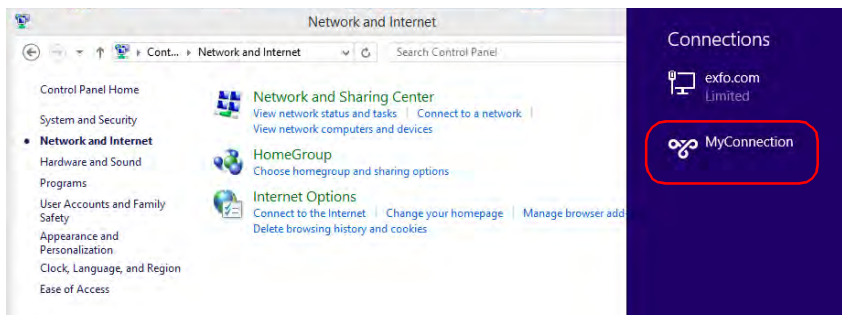 Network and Internet
Cont... Network and Internet
Search Control Panel
Control Panel Home
System and Security
Network and Internet
Hardware and Sound
Programs
User Accounts and Family
Safety
Appearance and
Personalization
Clock, Language, and Region
Ease of Access
Network and Sharing Center
View network status and tasks Connect to a network
View network computers and devices
HomeGroup
Choose homegroup and sharing options
Internet Options
Connect to the Internet Change your homepage Manage browser add-
Delete browsing history and cookies
Connections
exfo.com
Limited
MyConnection